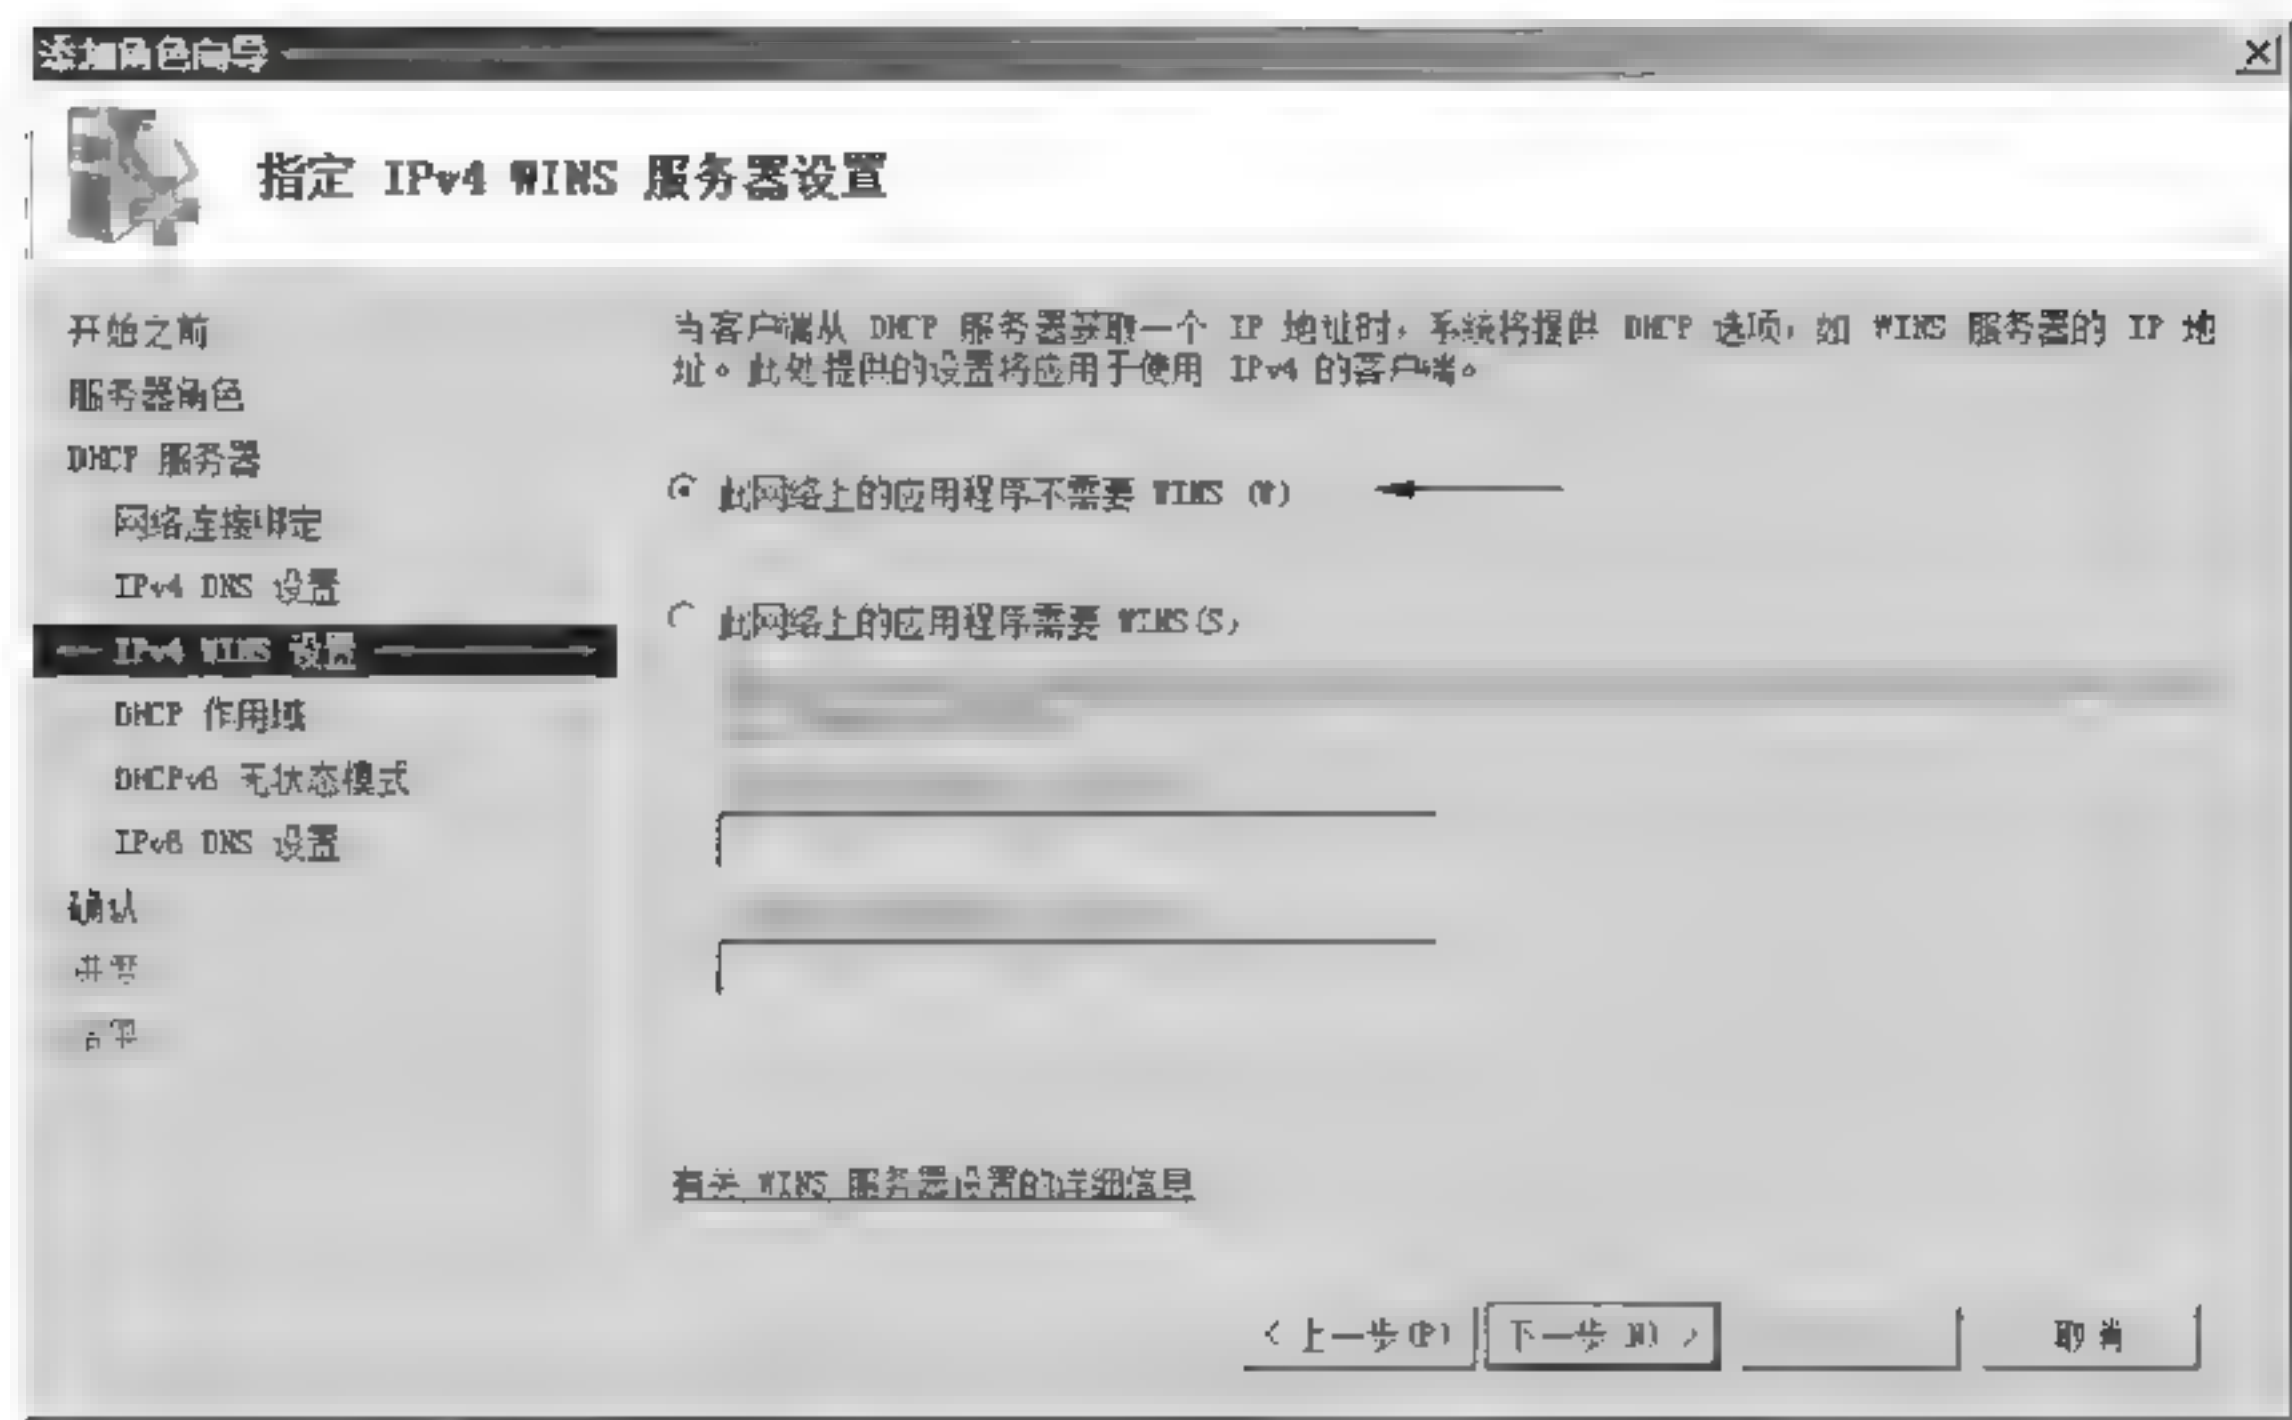 添加角色向导
指定 IPv4 WINS 服务器设置
开始之前
服务器角色
DHCP 服务器
网络连接绑定
IPv4 DNS 设置
IPv4 WINS 设置
DHCP 作用域
DHCPv6 无状态模式
IPv6 DNS 设置
确认
当客户端从 DHCP 服务器获取一个 IP 地址时，系统将提供 DHCP 选项，如 WINS 服务器的 IP 地
址。此处提供的设置将应用于使用 IPv4 的客户端。
此网络上的应用程序不需要 WINS (W)
此网络上的应用程序需要 WINS(S)
有关 WINS 服务器设置的详细信息
< 上一步(P)
下一步(N) >
取消